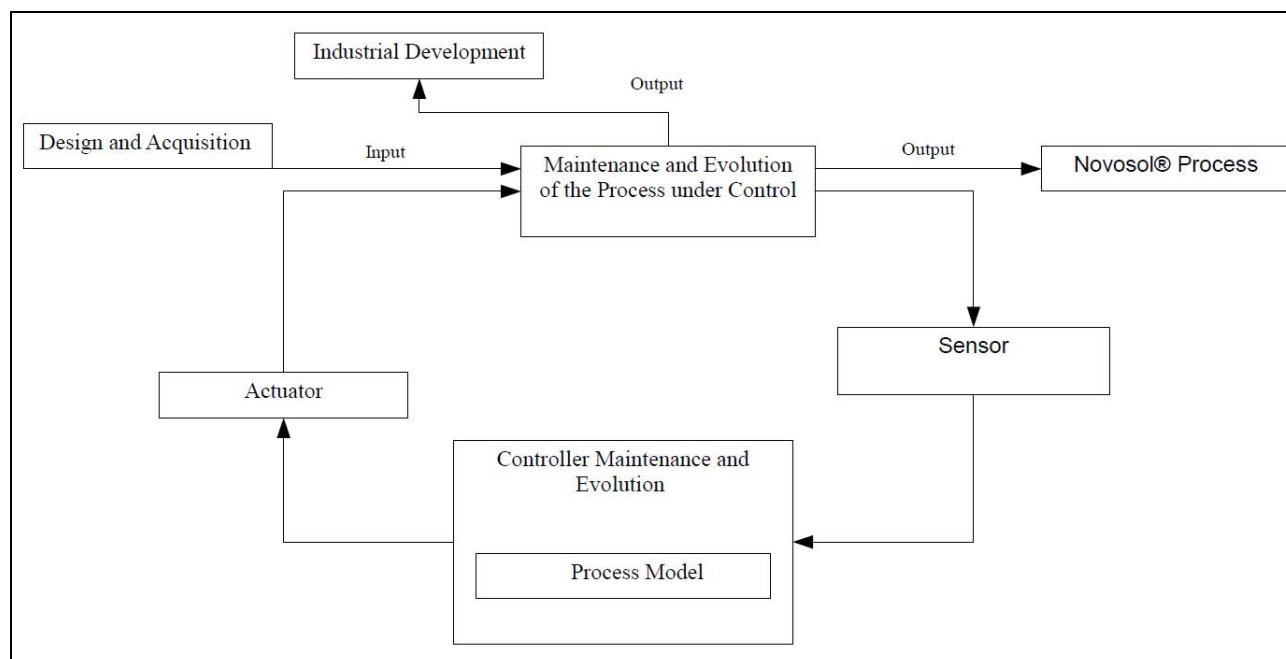 Industrial Development
Output
Design and Acquisition
Input
Maintenance and Evolution
of the Process under Control
Output
Novosol® Process
Sensor
Actuator
Controller Maintenance and
Evolution
Process Model